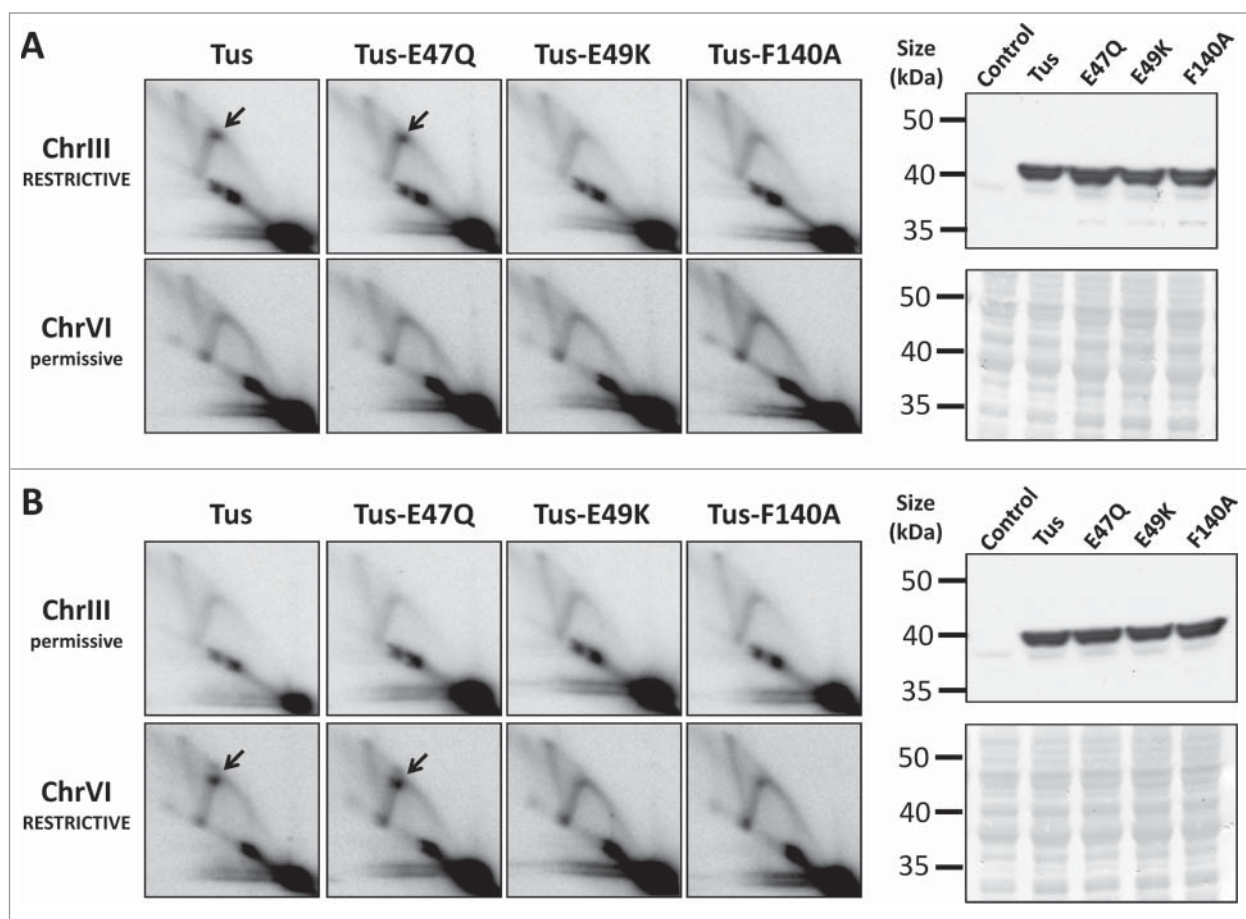 A
Tus
Tus-E47Q
Tus-E49K
Tus-F140A
ChrIII
RESTRICTIVE
ChrVI
permissive
Size
(kDa)
Control
Tus
E47Q
E49K
F140A
50
40
35
50
40
35
B
Tus
Tus-E47Q
Tus-E49K
Tus-F140A
ChrIII
permissive
ChrVI
RESTRICTIVE
Size
(kDa)
Control
Tus
E47Q
E49K
F140A
50
40
35
50
40
35